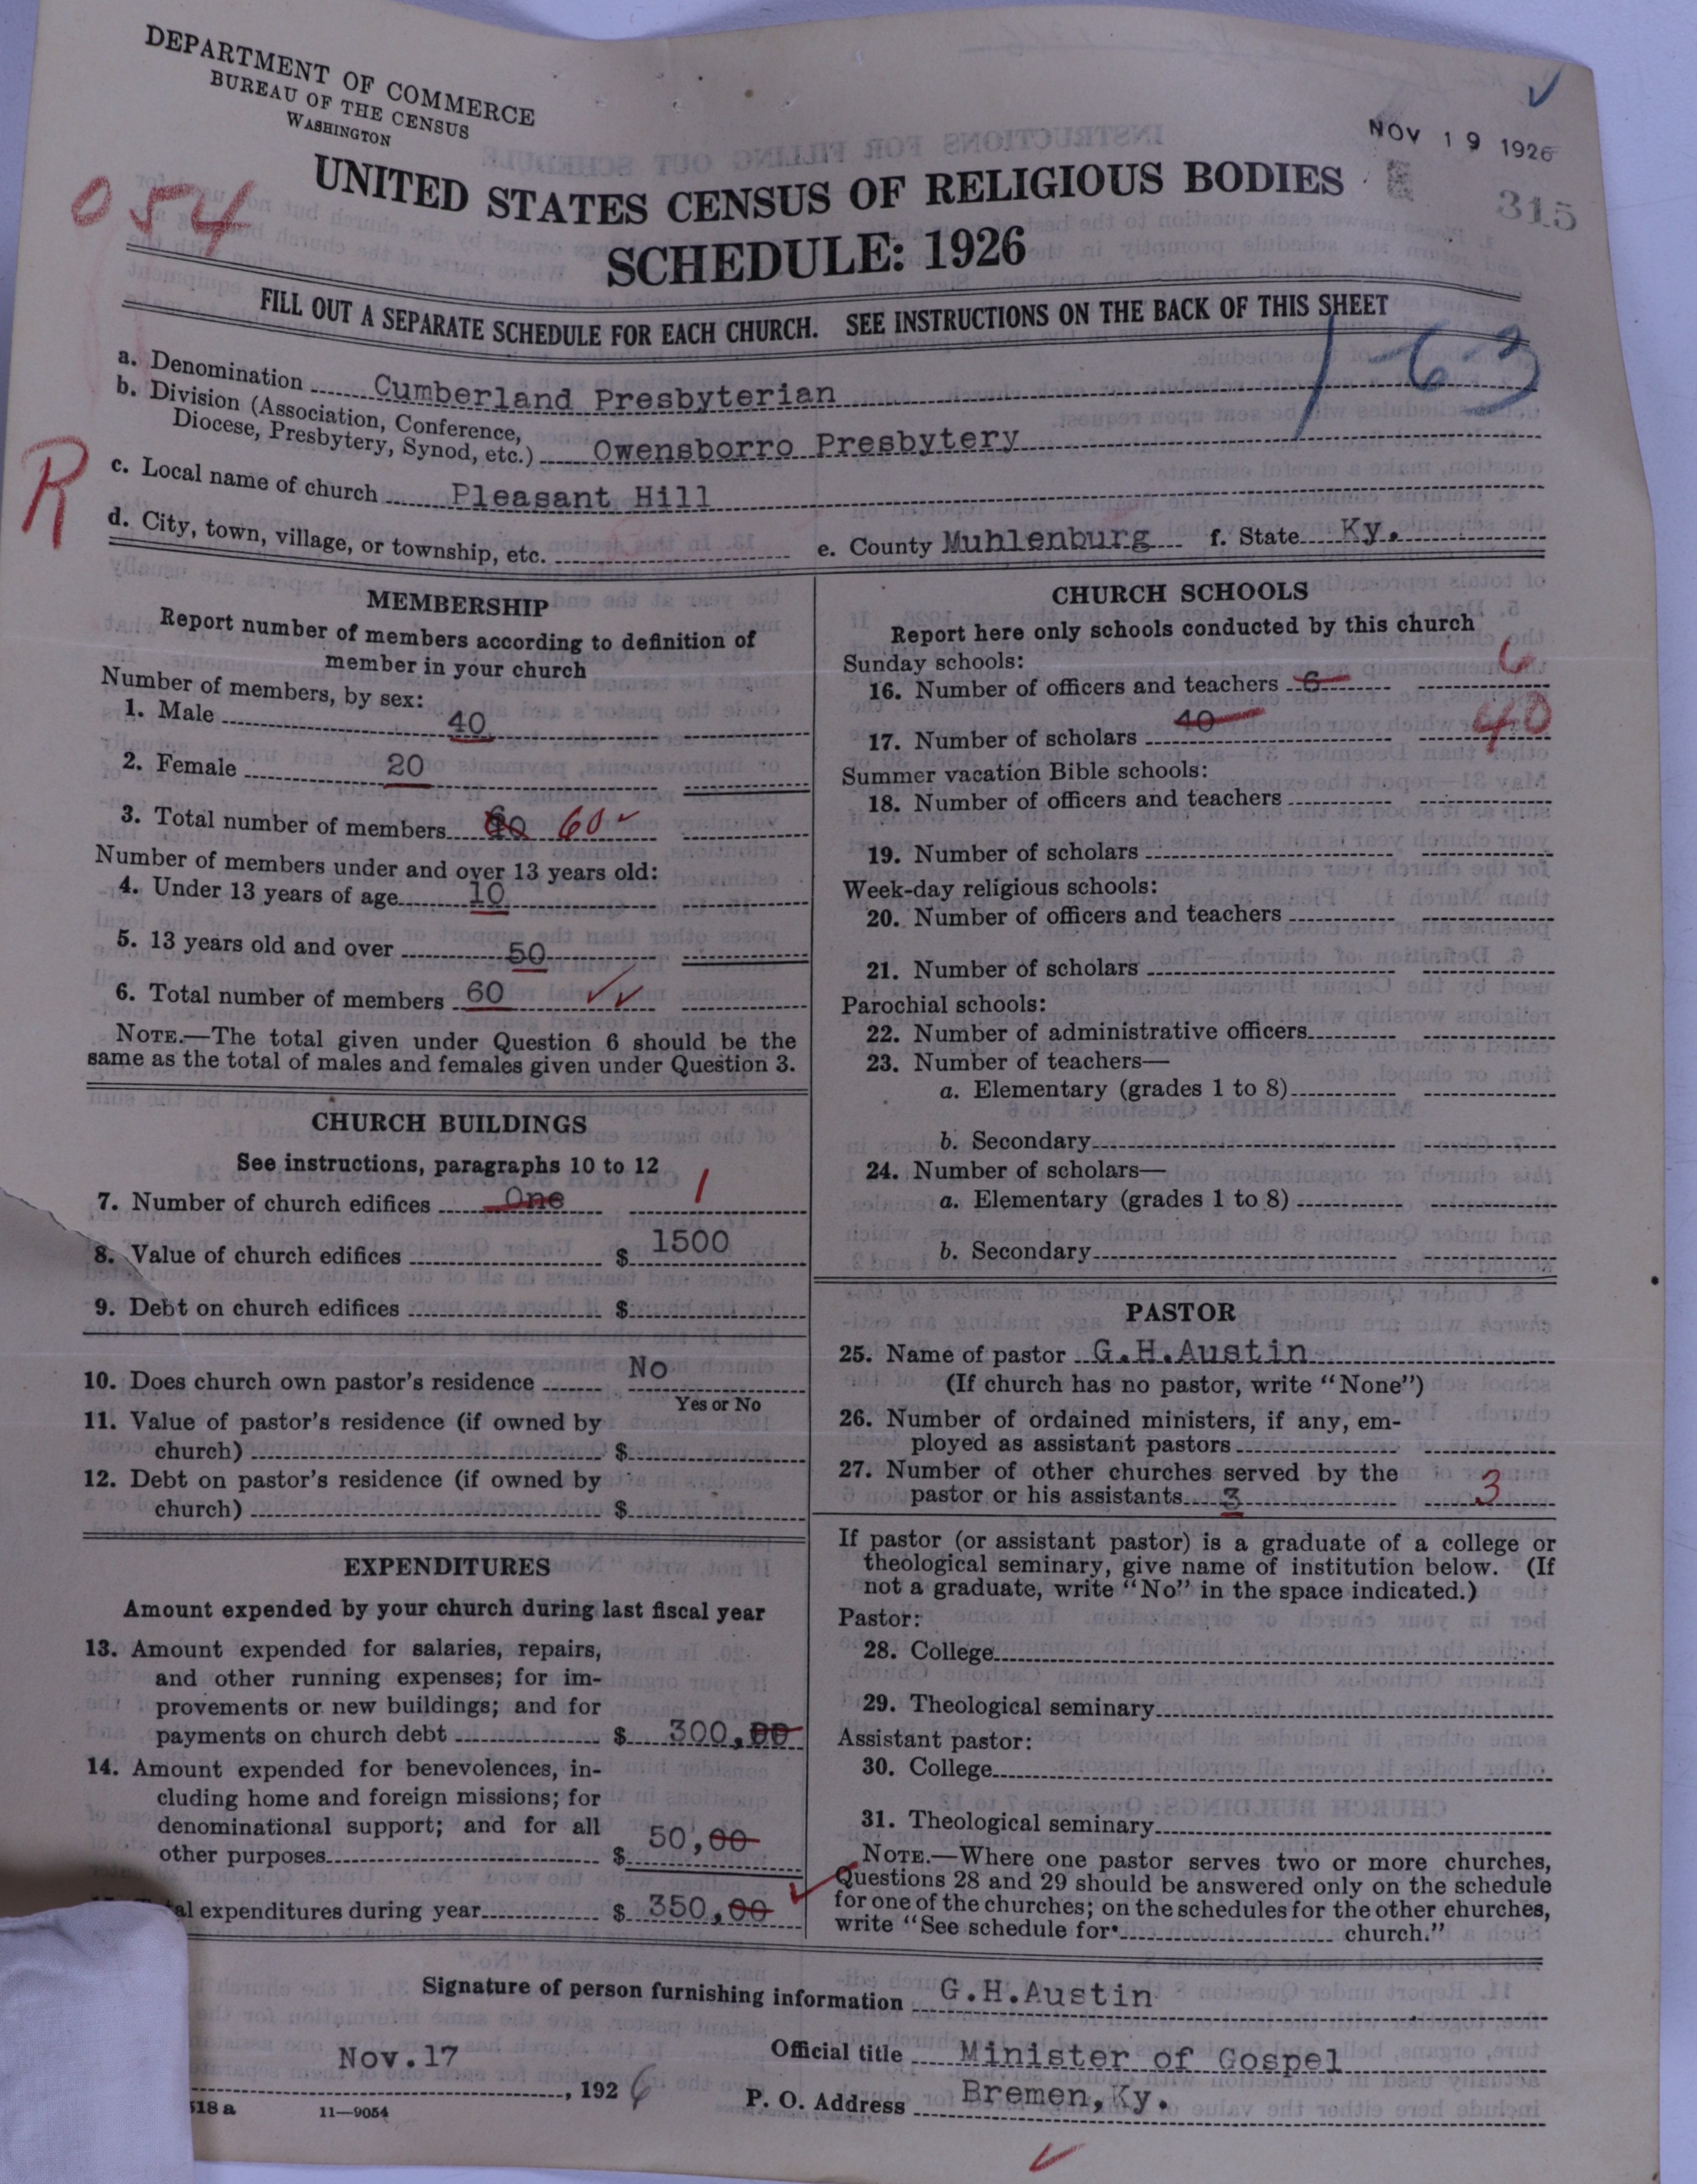 DEPARTMENT OF COMMERCE
BUREAU OF THE CENSUS
WASHINGTON
NOV 19 1926
315
054
UNITED STATES CENSUS OF RELIGIOUS BODIES
SCHEDULE: 1926
FILL OUT A SEPARATE SCHEDULE FOR EACH CHURCH. SEE INSTRUCTIONS ON THE BACK OF THIS SHEET
1-63
a. Denomination Cumberland Presbyterian
b. Division (Association, Conference,
Diocese, Presbytery, Synod, etc.) Owensborro Presbytery
R
c. Local name of church Pleasant Hill
d. City, town, village, or township, etc. e. County Muhlenburg f. State Ky.
MEMBERSHIP
Report number of members according to definition of
member in your church
Number of members, by sex:
1. Male 40
2. Female 20
3. Total number of members 60
Number of members under and over 13 years old:
4. Under 13 years of age 10
5. 13 years old and over 50
6. Total number of members 60
NOTE.—The total given under Question 6 should be the
same as the total of males and females given under Question 3.
CHURCH BUILDINGS
See instructions, paragraphs 10 to 12
7. Number of church edifices One 1
8. Value of church edifices $ 1500
9. Debt on church edifices $
10. Does church own pastor's residence No
Yes or No
11. Value of pastor's residence (if owned by
church) $
12. Debt on pastor's residence (if owned by
church) $
EXPENDITURES
Amount expended by your church during last fiscal year
13. Amount expended for salaries, repairs,
and other running expenses; for im-
provements or new buildings; and for
payments on church debt $ 300.00
14. Amount expended for benevolences, in-
cluding home and foreign missions; for
denominational support; and for all
other purposes $ 50,00
expenditures during year $ 350.00
CHURCH SCHOOLS
Report here only schools conducted by this church
Sunday schools:
16. Number of officers and teachers 6 6
17. Number of scholars 40 40
Summer vacation Bible schools:
18. Number of officers and teachers
19. Number of scholars
Week-day religious schools:
20. Number of officers and teachers
21. Number of scholars
Parochial schools:
22. Number of administrative officers
23. Number of teachers—
a. Elementary (grades 1 to 8)
b. Secondary
24. Number of scholars—
a. Elementary (grades 1 to 8)
b. Secondary
PASTOR
25. Name of pastor G.H.Austin
(If church has no pastor, write "None")
26. Number of ordained ministers, if any, em-
ployed as assistant pastors
27. Number of other churches served by the
pastor or his assistants 3 3
If pastor (or assistant pastor) is a graduate of a college or
theological seminary, give name of institution below. (If
not a graduate, write "No" in the space indicated.)
Pastor:
28. College
29. Theological seminary
Assistant pastor:
30. College
31. Theological seminary
NOTE.—Where one pastor serves two or more churches,
Questions 28 and 29 should be answered only on the schedule
for one of the churches; on the schedules for the other churches,
write "See schedule for church."
Signature of person furnishing information G.H.Austin
Official title Minister of Gospel
Nov.17, 1926
P. O. Address Bremen,Ky.
11—9054